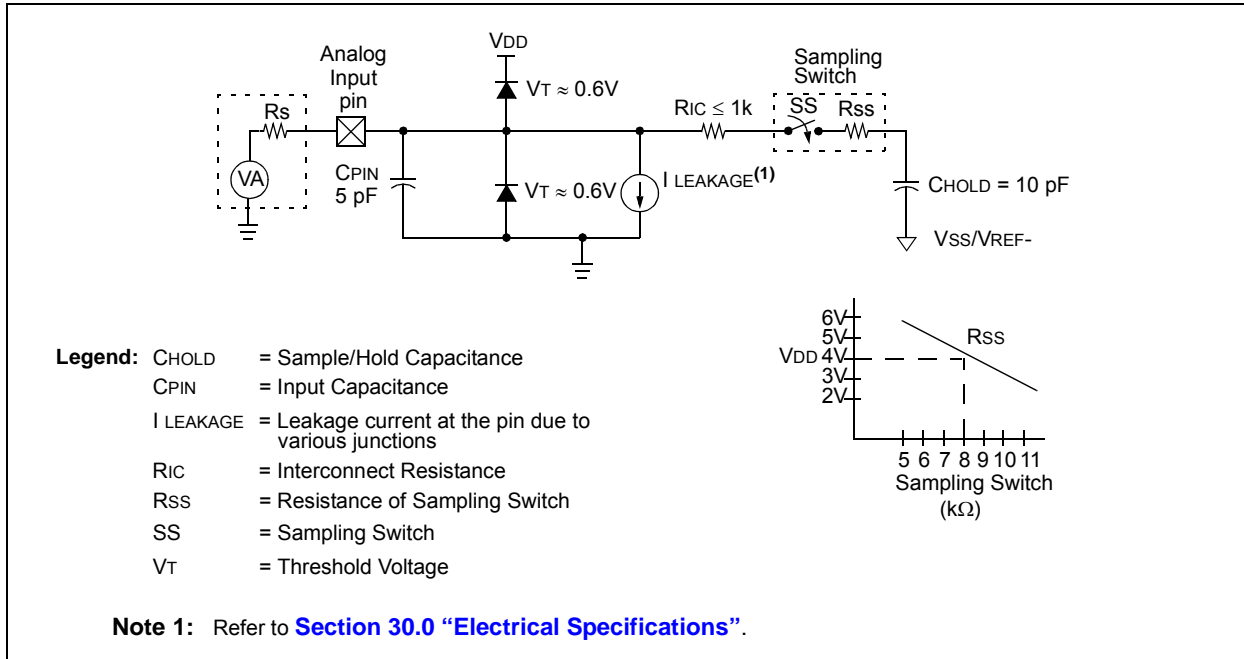 VDD
Analog
Input
pin
VT ≈ 0.6V
Sampling
Switch
Rs
RIC ≤ 1k
SS
Rss
VA
CPIN
5 pF
VT ≈ 0.6V
I LEAKAGE(1)
CHOLD = 10 pF
VSS/VREF-
6V
5V
VDD 4V
3V
2V
RSS
5 6 7 8 9 10 11
Sampling Switch
(kΩ)
Legend: CHOLD = Sample/Hold Capacitance
CPIN = Input Capacitance
I LEAKAGE = Leakage current at the pin due to
various junctions
RIC = Interconnect Resistance
RSS = Resistance of Sampling Switch
SS = Sampling Switch
VT = Threshold Voltage
Note 1: Refer to Section 30.0 “Electrical Specifications”.